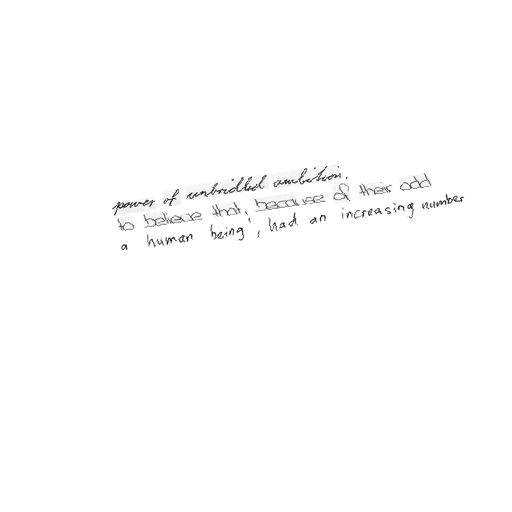 power of unbridled ambition.
to believe that, because of their odd
a human being, had an increasing number